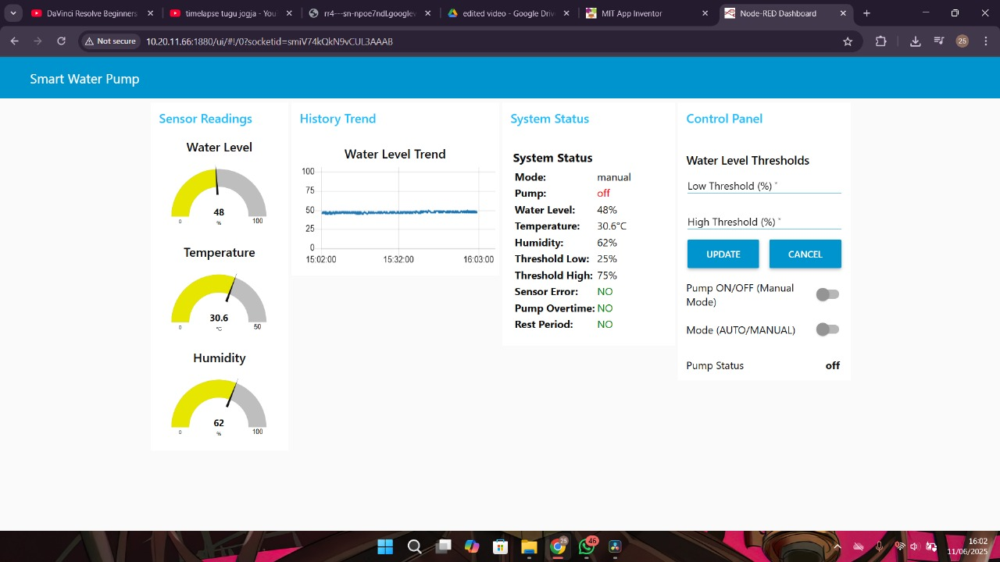 DaVinci Resolve Beginners
timelapse tugu jogja - You
rr4---sn-npoe7ndl.googlev
edited video - Google Driv
MIT App Inventor
Node-RED Dashboard
Not secure
10.20.11.66:1880/ui/#!/0?socketid=smiV74kQkN9vCUL3AAAB
25
Smart Water Pump
Sensor Readings
Water Level
48
%
0
100
Temperature
30.6
°C
0
50
Humidity
62
%
0
100
History Trend
Water Level Trend
100
75
50
25
0
15:02:00
15:32:00
16:03:00
System Status
System Status
Mode: manual
Pump: off
Water Level: 48%
Temperature: 30.6°C
Humidity: 62%
Threshold Low: 25%
Threshold High: 75%
Sensor Error: NO
Pump Overtime: NO
Rest Period: NO
Control Panel
Water Level Thresholds
Low Threshold (%) *
High Threshold (%) *
UPDATE
CANCEL
Pump ON/OFF (Manual
Mode)
Mode (AUTO/MANUAL)
Pump Status off
25
46
16:02
11/06/2025